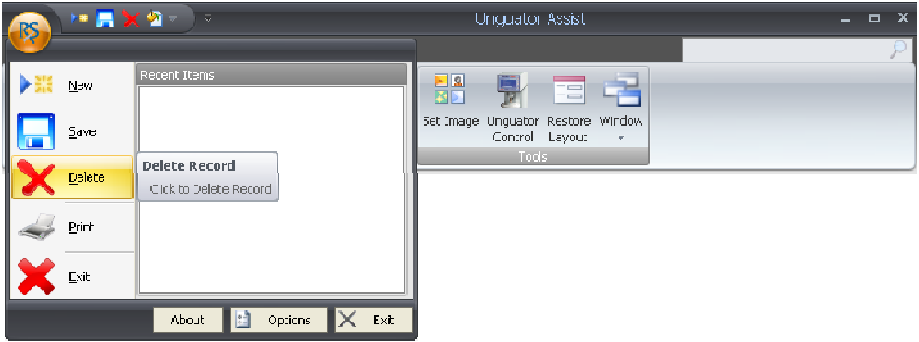 RS
Unguator Assist
New
Save
Delete
Print
Exit
Recent Items
Delete Record
Click to Delete Record
Set Image
Unguator
Control
Restore
Layout
Window
Tools
About
Options
Exit